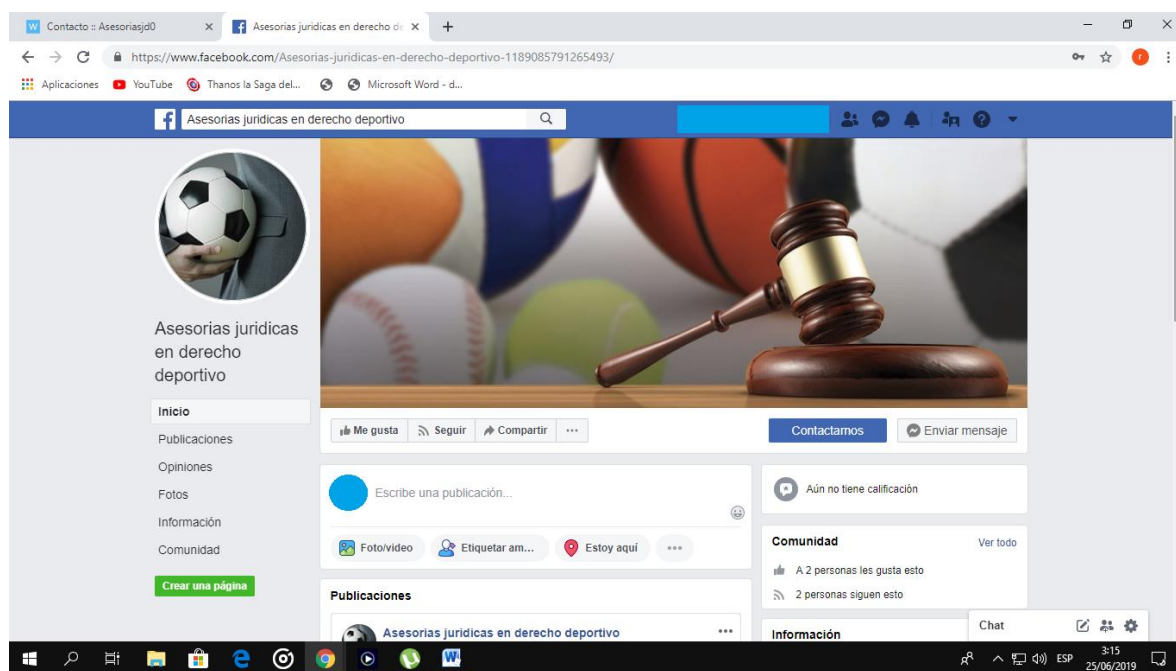 Contacto :: Asesoriasjd0
Asesorias juridicas en derecho de
https://www.facebook.com/Asesorias-juridicas-en-derecho-deportivo-1189085791265493/
r
Aplicaciones
YouTube
Thanos la Saga del...
Microsoft Word - d...
Asesorias juridicas en derecho deportivo
Asesorias juridicas
en derecho
deportivo
Inicio
Publicaciones
Opiniones
Fotos
Información
Comunidad
Crear una página
Me gusta
Seguir
Compartir
Contactarnos
Enviar mensaje
Escribe una publicación...
Foto/video
Etiquetar am...
Estoy aquí
Publicaciones
Asesorias juridicas en derecho deportivo
Aún no tiene calificación
Comunidad
Ver todo
A 2 personas les gusta esto
2 personas siguen esto
Información
Chat
ESP
3:15
25/06/2019